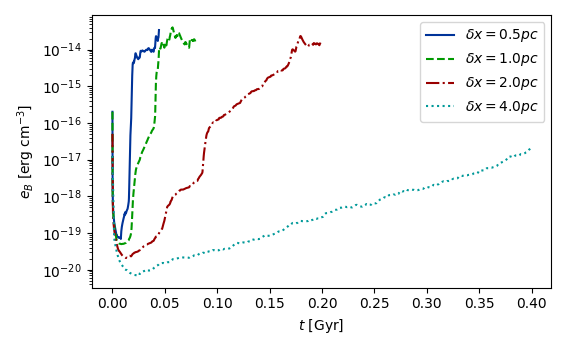 δx = 0.5pc
δx = 1.0pc
δx = 2.0pc
δx = 4.0pc
10⁻¹⁴
10⁻¹⁵
10⁻¹⁶
10⁻¹⁷
10⁻¹⁸
10⁻¹⁹
10⁻²⁰
e_B [erg cm⁻³]
0.00 0.05 0.10 0.15 0.20 0.25 0.30 0.35 0.40
t [Gyr]